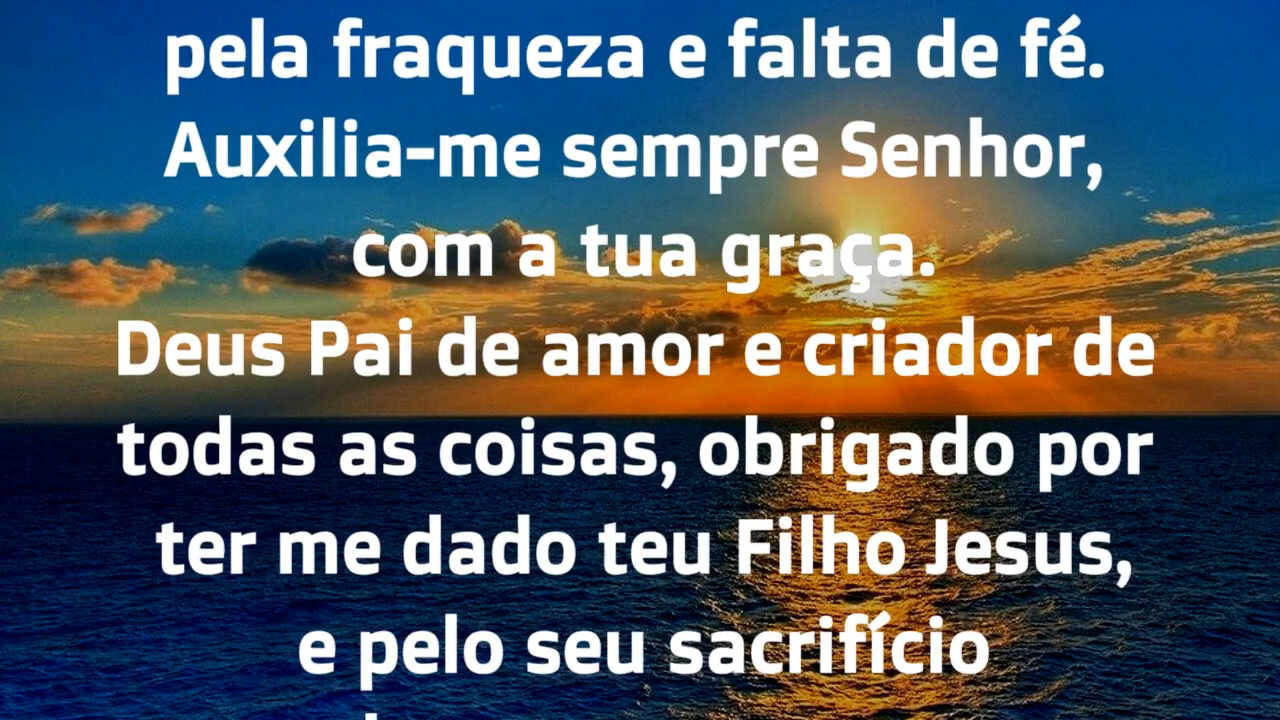 pela fraqueza e falta de fé.
Auxilia-me sempre Senhor,
com a tua graça.
Deus Pai de amor e criador de
todas as coisas, obrigado por
ter me dado teu Filho Jesus,
e pelo seu sacrifício